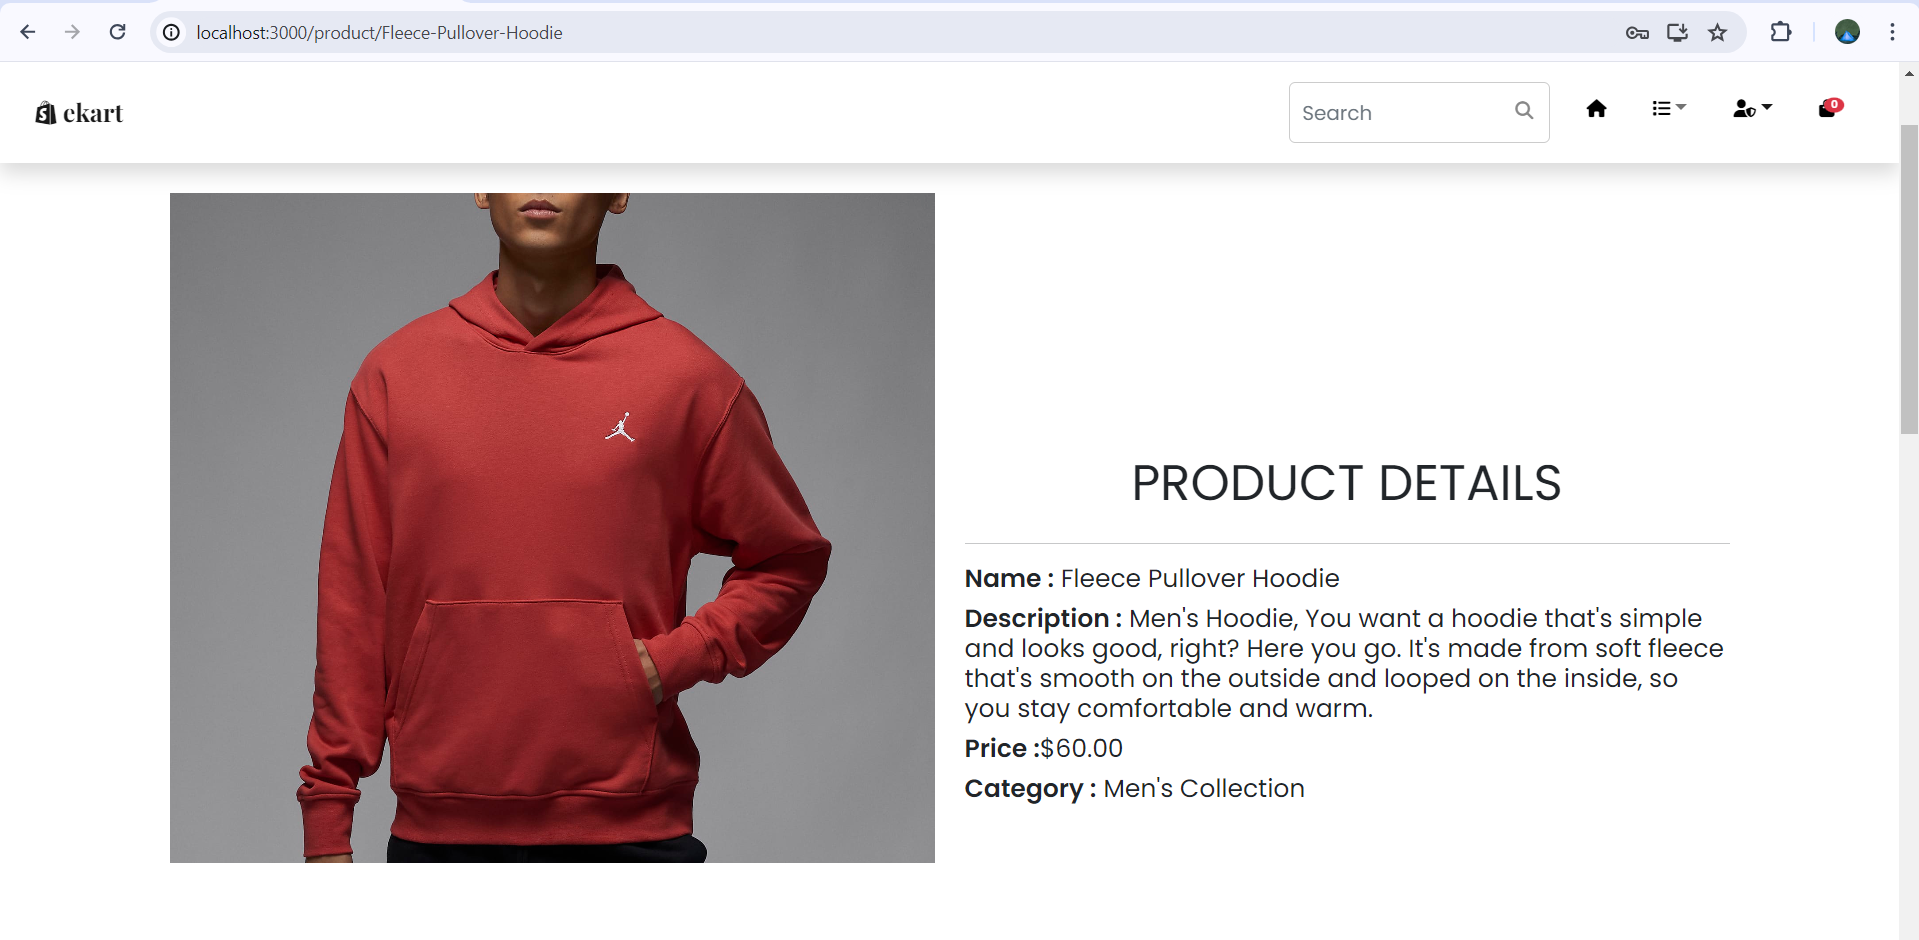 localhost:3000/product/Fleece-Pullover-Hoodie
ekart
Search
0
PRODUCT DETAILS
Name : Fleece Pullover Hoodie
Description : Men's Hoodie, You want a hoodie that's simple
and looks good, right? Here you go. It's made from soft fleece
that's smooth on the outside and looped on the inside, so
you stay comfortable and warm.
Price :$60.00
Category : Men's Collection